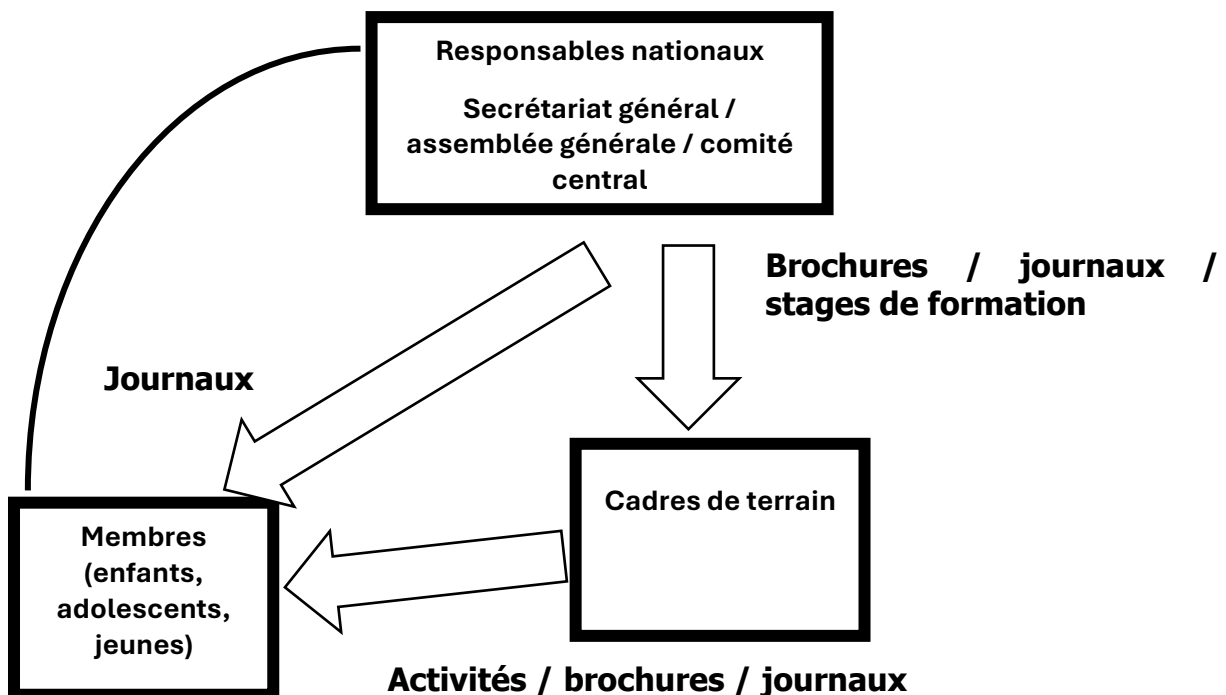 Responsables nationaux
Secrétariat général /
assemblée générale / comité
central
Brochures / journaux /
stages de formation
Journaux
Cadres de terrain
Membres
(enfants,
adolescents,
jeunes)
Activités / brochures / journaux